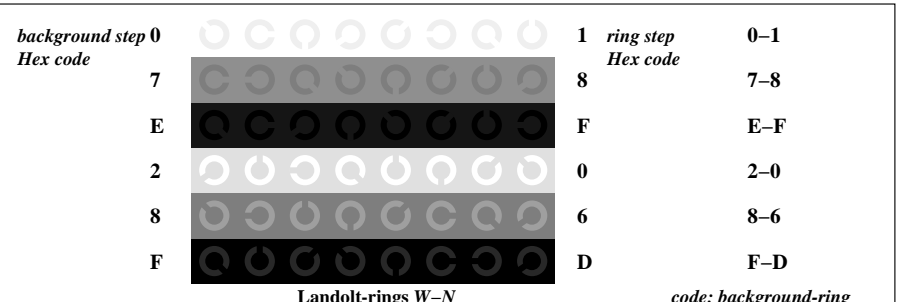 background step 0 1 ring step 0–1
Hex code Hex code
7 8 7–8
E F E–F
2 0 2–0
8 6 8–6
F D F–D
Landolt-rings W–N code: background-ring